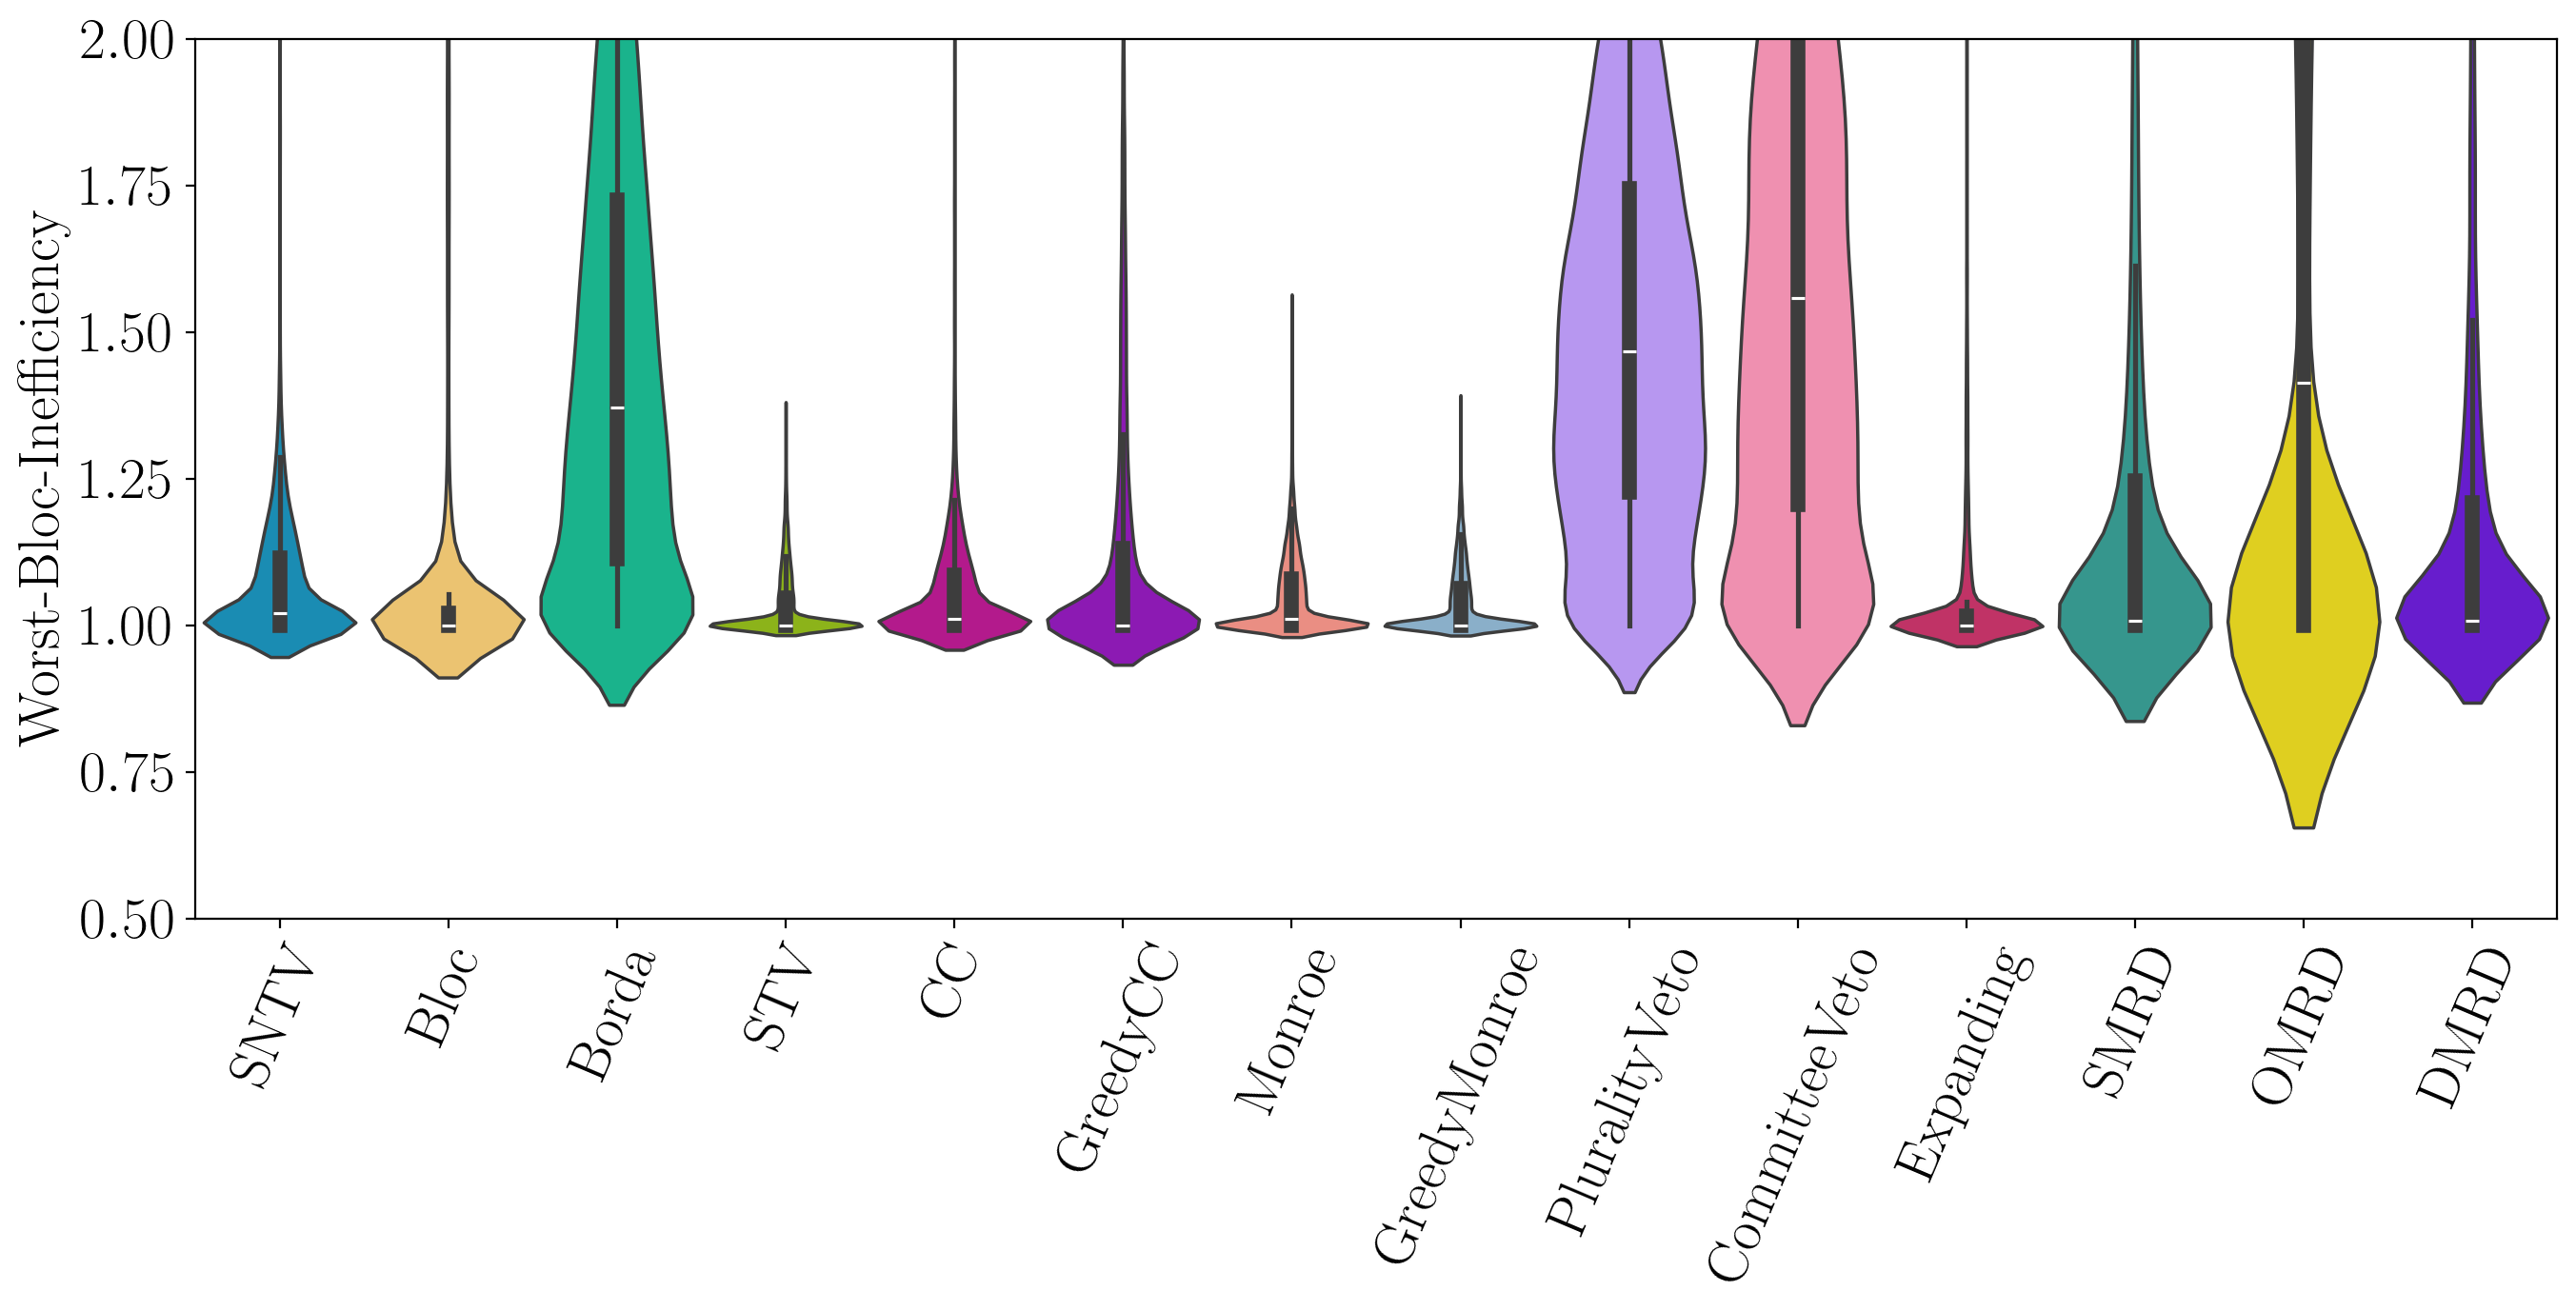 Worst-Bloc-Inefficiency
2.00
1.75
1.50
1.25
1.00
0.75
0.50
SNTV
Bloc
Borda
STV
CC
GreedyCC
Monroe
GreedyMonroe
PluralityVeto
CommitteeVeto
Expanding
SMRD
OMRD
DMRD